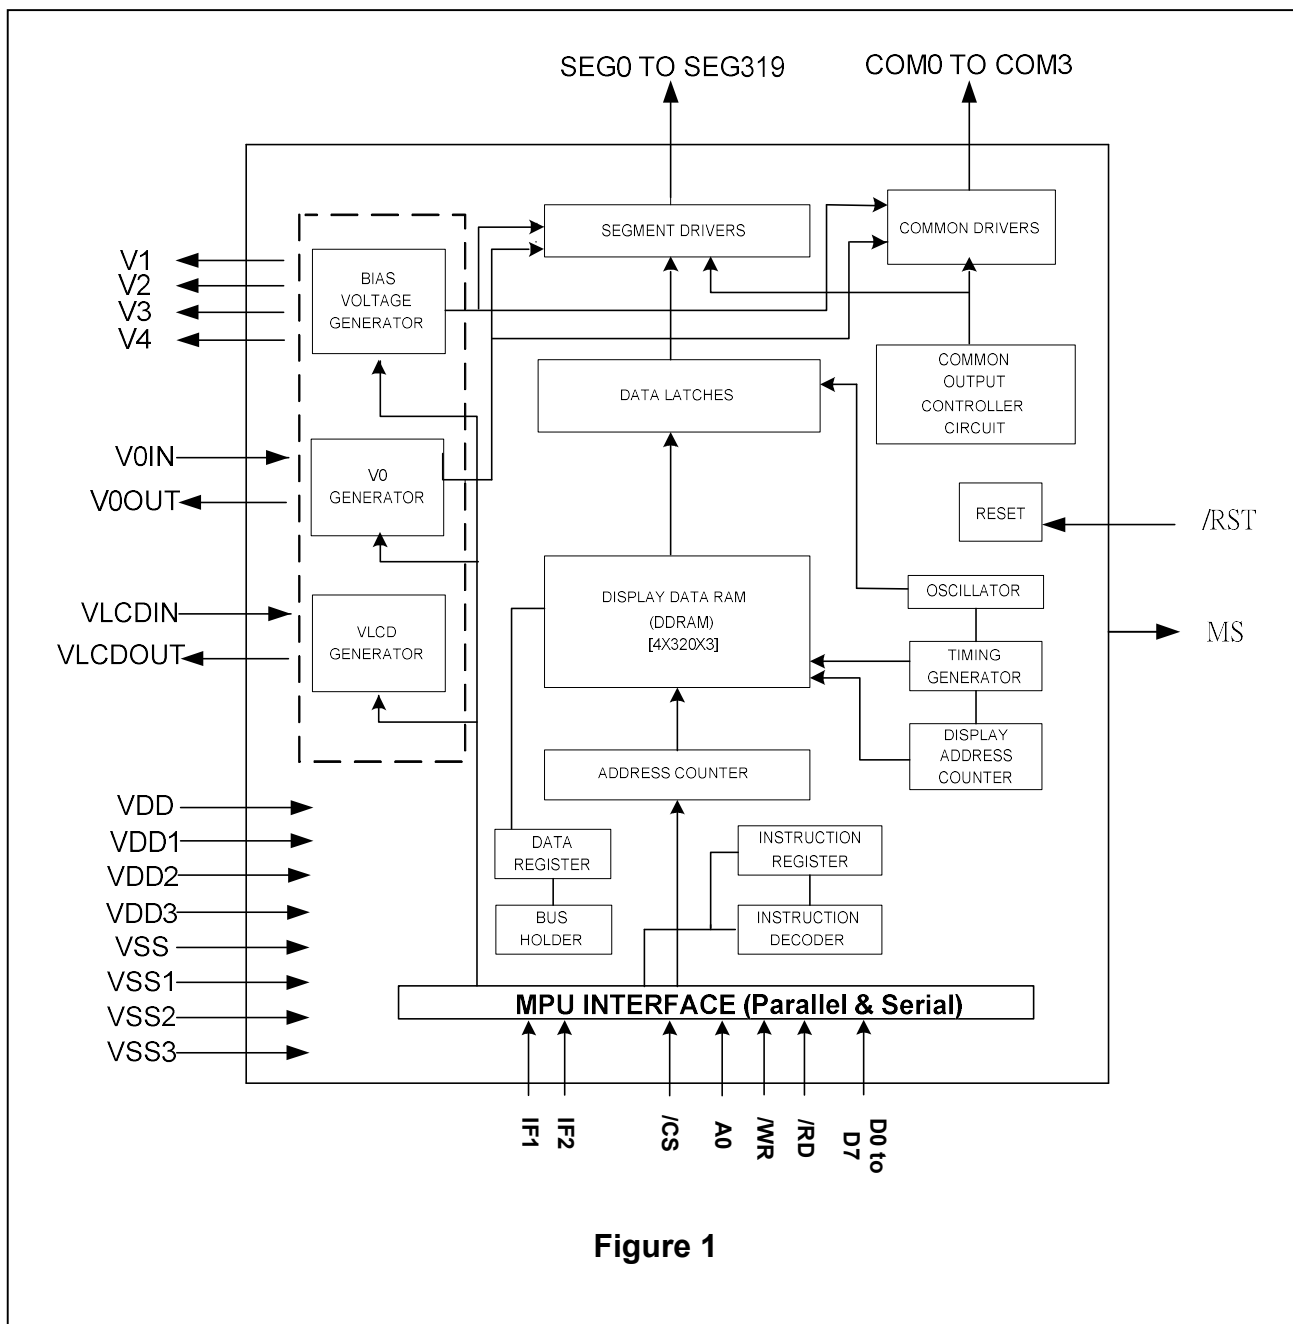 SEG0 TO SEG319
COM0 TO COM3
SEGMENT DRIVERS
COMMON DRIVERS
V1
V2
V3
V4
BIAS
VOLTAGE
GENERATOR
DATA LATCHES
COMMON
OUTPUT
CONTROLLER
CIRCUIT
V0IN
V0OUT
V0
GENERATOR
RESET
/RST
DISPLAY DATA RAM
(DDRAM)
[4X320X3]
OSCILLATOR
VLCDIN
VLCDOUT
VLCD
GENERATOR
TIMING
GENERATOR
MS
ADDRESS COUNTER
DISPLAY
ADDRESS
COUNTER
VDD
VDD1
VDD2
VDD3
VSS
VSS1
VSS2
VSS3
DATA
REGISTER
INSTRUCTION
REGISTER
BUS
HOLDER
INSTRUCTION
DECODER
MPU INTERFACE (Parallel & Serial)
IF1
IF2
/CS
A0
/WR
/RD
D0 to
D7
Figure 1